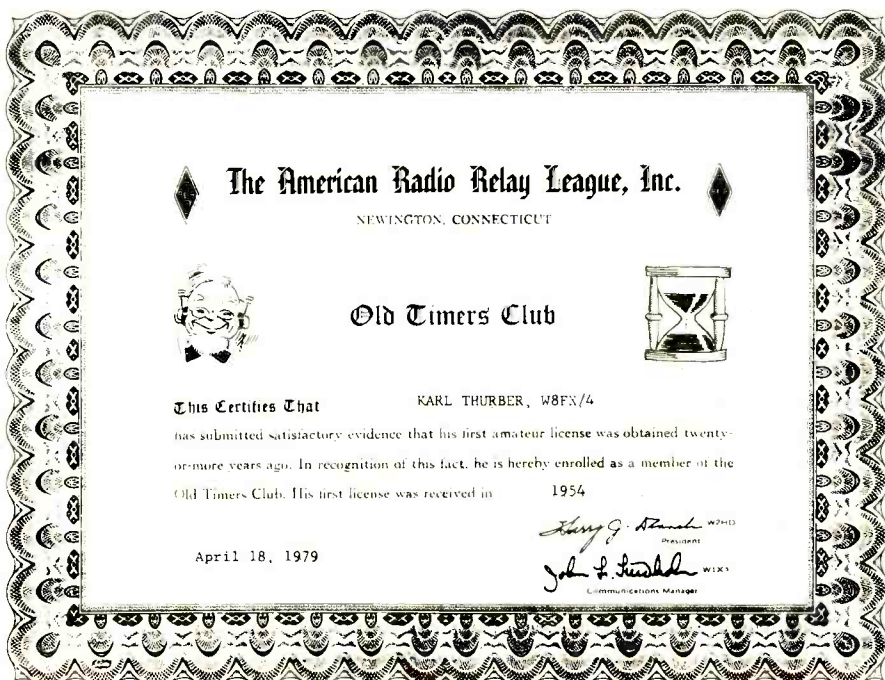 The American Radio Relay League, Inc.
NEWINGTON, CONNECTICUT
Old Timers Club
This Certifies That KARL THURBER, W8FX/4
has submitted satisfactory evidence that his first amateur license was obtained twenty-
or-more years ago. In recognition of this fact, he is hereby enrolled as a member of the
Old Timers Club. His first license was received in 1954
Harry J. W2HD
President
April 18, 1979
John F.
Communications Manager